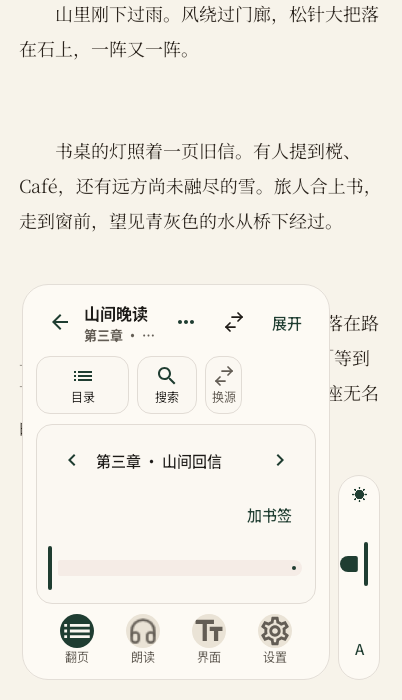 山里刚下过雨。风绕过门廊，松针大把落
在石上，一阵又一阵。
书桌的灯照着一页旧信。有人提到榥、
Café，还有远方尚未融尽的雪。旅人合上书，
走到窗前，望见青灰色的水从桥下经过。
落在路
等到
座无名
山间晚读
第三章 · ···
展开
目录
搜索
换源
第三章 · 山间回信
加书签
A
翻页
朗读
界面
设置